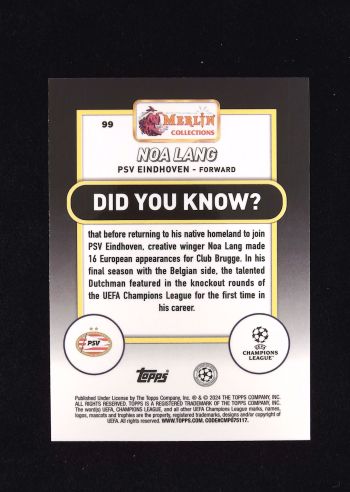 99
MERLIN
COLLECTIONS
NOA LANG
PSV EINDHOVEN - FORWARD
DID YOU KNOW?
that before returning to his native homeland to join
PSV Eindhoven, creative winger Noa Lang made
16 European appearances for Club Brugge. In his
final season with the Belgian side, the talented
Dutchman featured in the knockout rounds of
the UEFA Champions League for the first time in
his career.
PSV
CHAMPIONS
LEAGUE
Topps
Published Under License by The Topps Company, Inc. ® & © 2024 THE TOPPS COMPANY, INC.
ALL RIGHTS RESERVED. TOPPS IS A REGISTERED TRADEMARK OF THE TOPPS COMPANY, INC.
The word(s) UEFA, CHAMPIONS LEAGUE, and all other UEFA Champions League marks, names,
logos, mascots and trophies are the property, registered trademarks, designs and/or copyright of
UEFA. All rights reserved. WWW.TOPPS.COM. CODE#CMP075117.